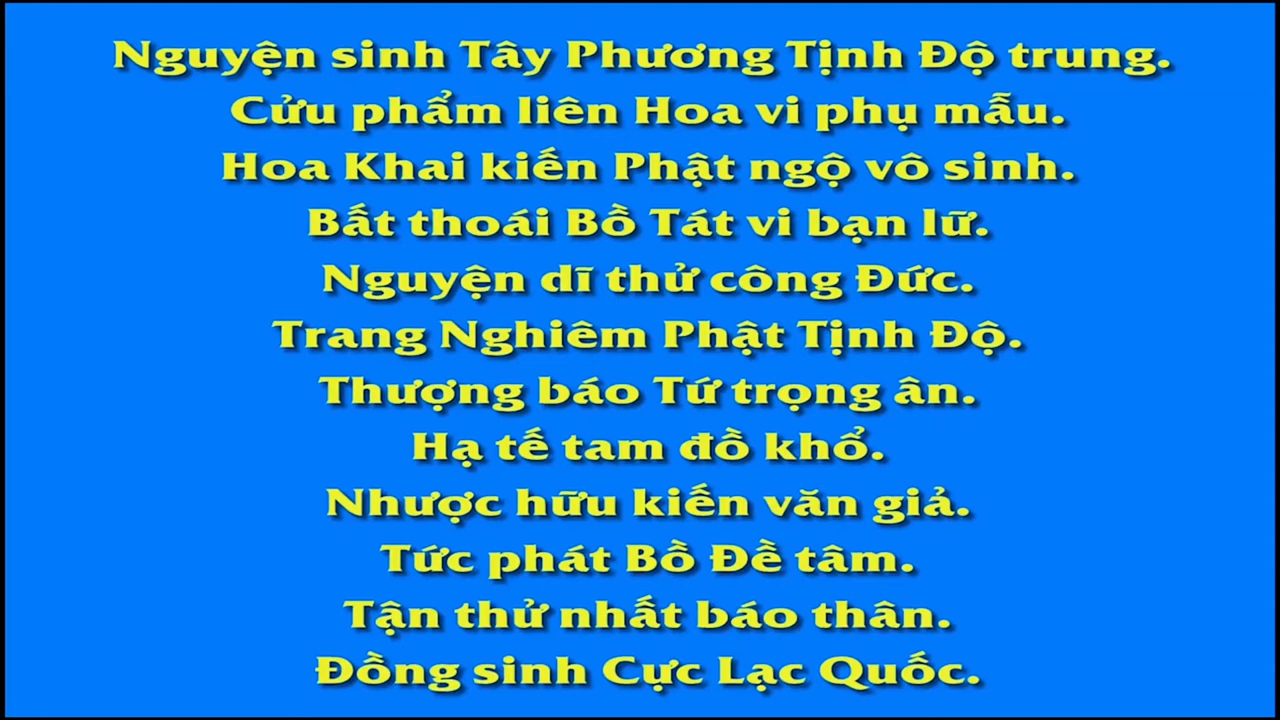 Nguyện sinh Tây Phương Tịnh Độ trung.
Cửu phẩm liên Hoa vi phụ mẫu.
Hoa Khai kiến Phật ngộ vô sinh.
Bất thoái Bồ Tát vi bạn lữ.
Nguyện dĩ thử công Đức.
Trang Nghiêm Phật Tịnh Độ.
Thượng báo Tứ trọng ân.
Hạ tế tam đồ khổ.
Nhược hữu kiến văn giả.
Tức phát Bồ Đề tâm.
Tận thử nhất báo thân.
Đồng sinh Cực Lạc Quốc.